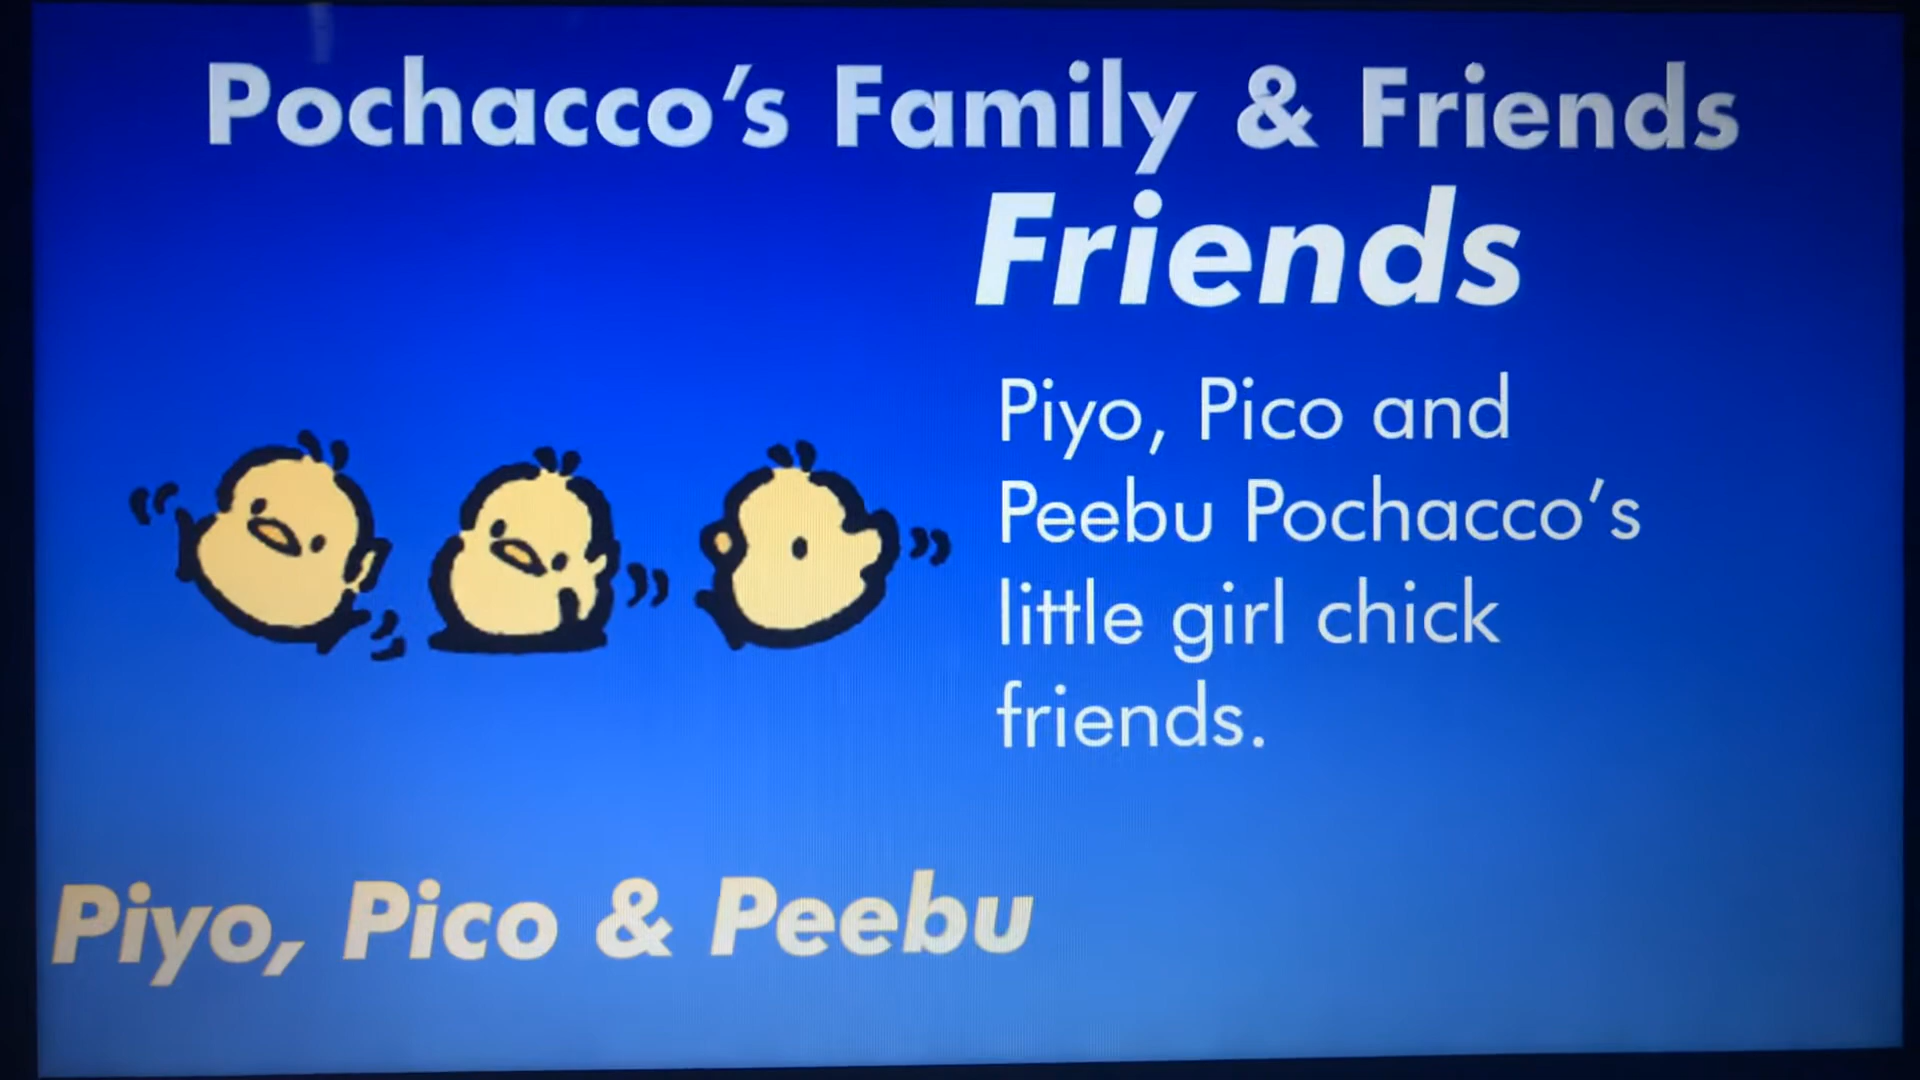 Pochacco's Family & Friends
Friends
Piyo, Pico and
Peebu Pochacco's
little girl chick
friends.
Piyo, Pico & Peebu